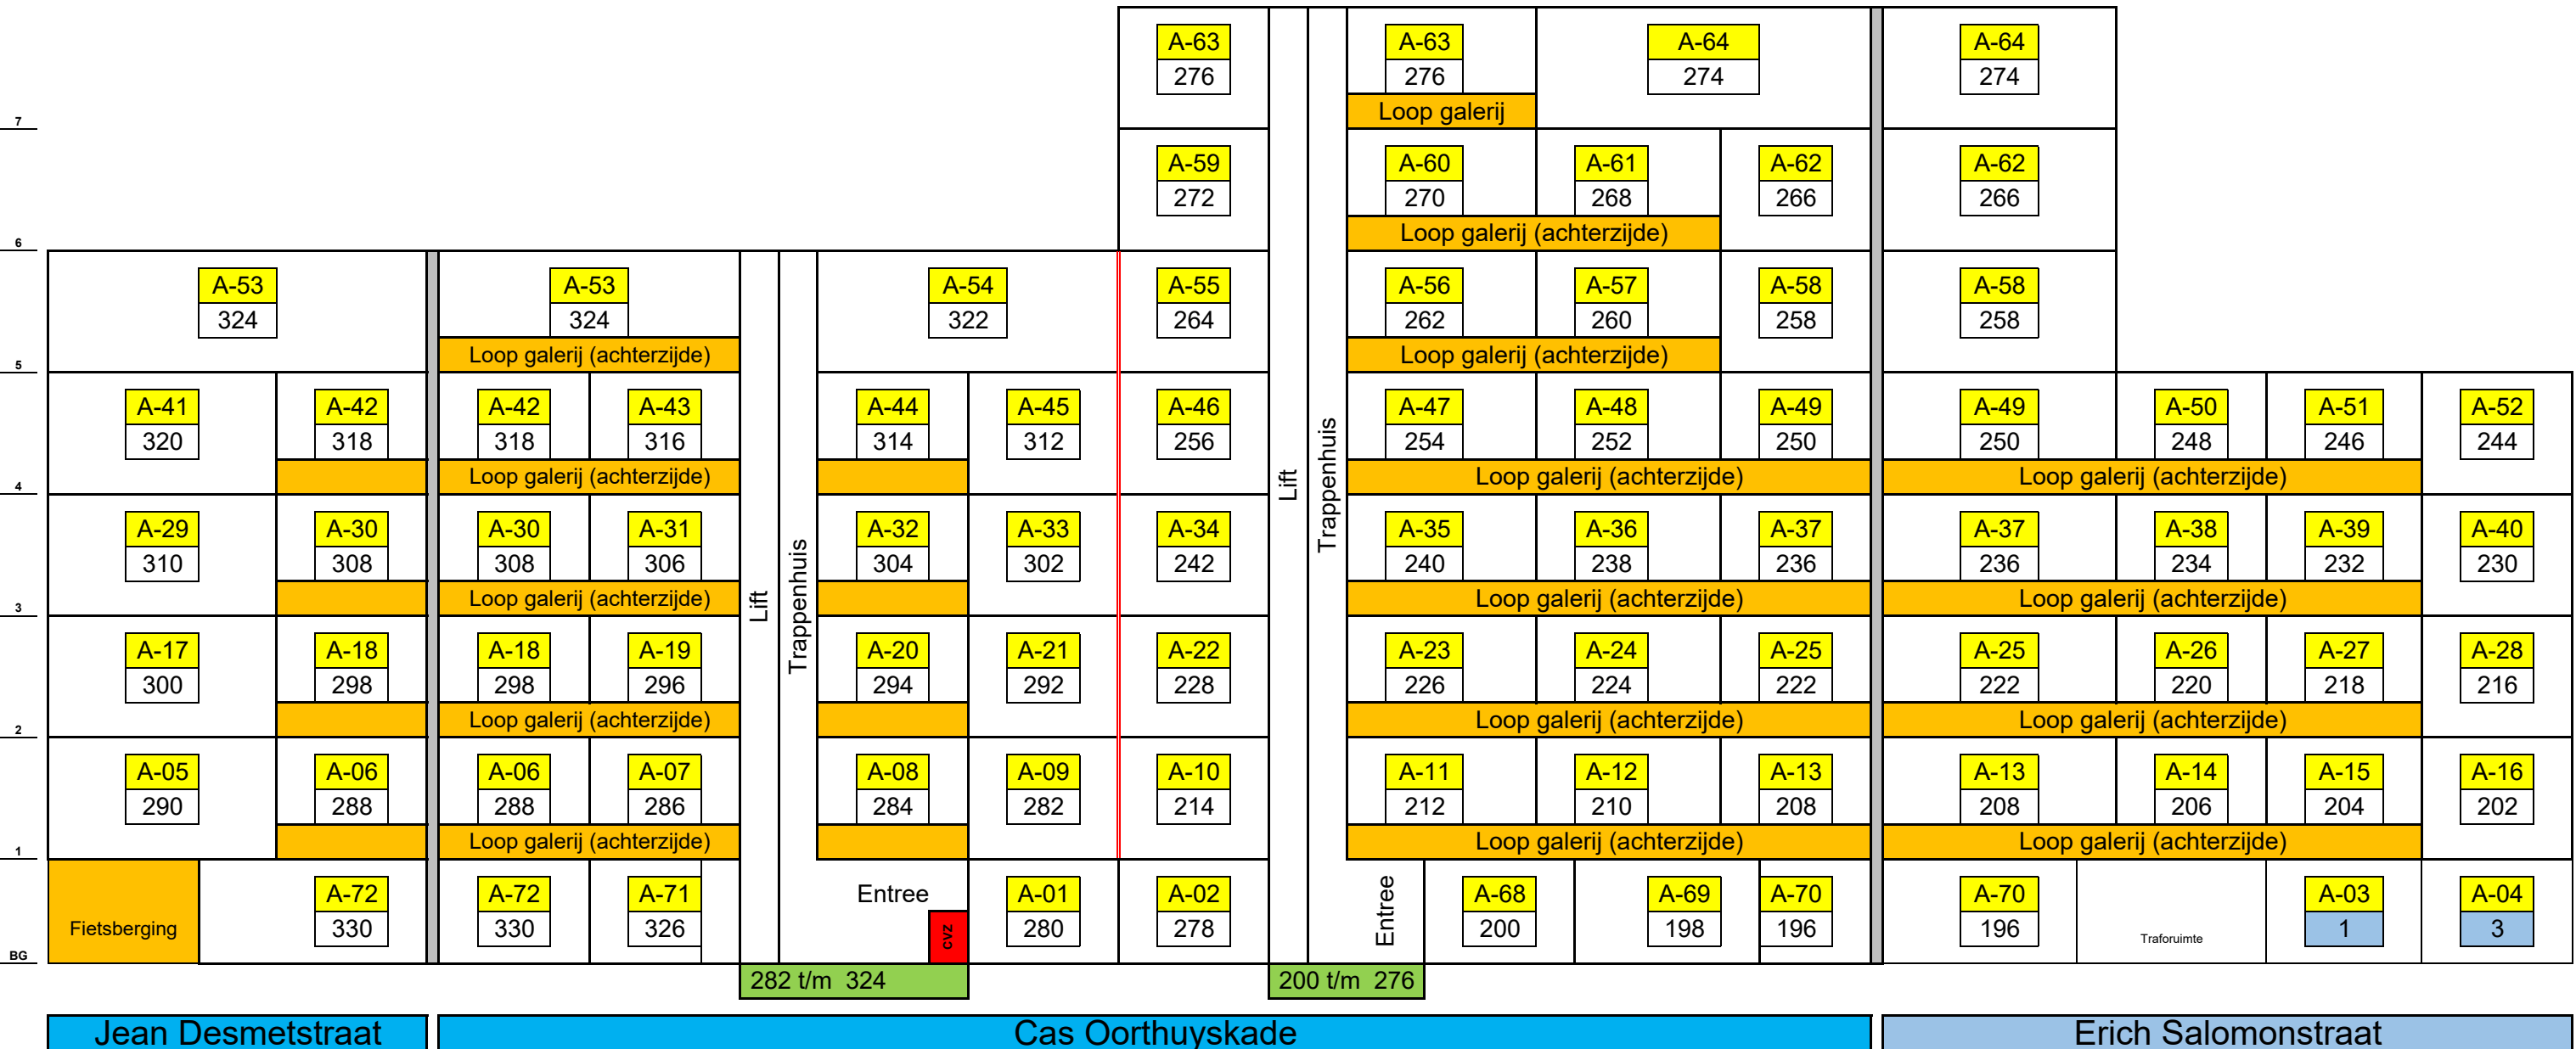 A-63 A-63 A-64 A-64
276 276 274 274
Loop galerij
7
A-59 A-60 A-61 A-62 A-62
272 270 268 266 266
Loop galerij (achterzijde)
6
A-53 A-53 A-54 A-55 A-56 A-57 A-58 A-58
324 324 322 264 262 260 258 258
Loop galerij (achterzijde) Loop galerij (achterzijde)
5
A-41 A-42 A-42 A-43 A-44 A-45 A-46 A-47 A-48 A-49 A-49 A-50 A-51 A-52
320 318 318 316 314 312 256 254 252 250 250 248 246 244
Loop galerij (achterzijde) Loop galerij (achterzijde) Loop galerij (achterzijde)
4
Lift
Trappenhuis
A-29 A-30 A-30 A-31 A-32 A-33 A-34 A-35 A-36 A-37 A-37 A-38 A-39 A-40
310 308 308 306 304 302 242 240 238 236 236 234 232 230
Loop galerij (achterzijde) Loop galerij (achterzijde) Loop galerij (achterzijde)
3
Lift
Trappenhuis
A-17 A-18 A-18 A-19 A-20 A-21 A-22 A-23 A-24 A-25 A-25 A-26 A-27 A-28
300 298 298 296 294 292 228 226 224 222 222 220 218 216
Loop galerij (achterzijde) Loop galerij (achterzijde) Loop galerij (achterzijde)
2
A-05 A-06 A-06 A-07 A-08 A-09 A-10 A-11 A-12 A-13 A-13 A-14 A-15 A-16
290 288 288 286 284 282 214 212 210 208 208 206 204 202
Loop galerij (achterzijde) Loop galerij (achterzijde) Loop galerij (achterzijde)
1
A-72 A-72 A-71 Entree A-01 A-02 Entree A-68 A-69 A-70 A-70 A-03 A-04
Fietsberging 330 330 326 cvz 280 278 200 198 196 196 Traforuimte 1 3
BG
282 t/m 324 200 t/m 276
Jean Desmetstraat Cas Oorthuyskade Erich Salomonstraat